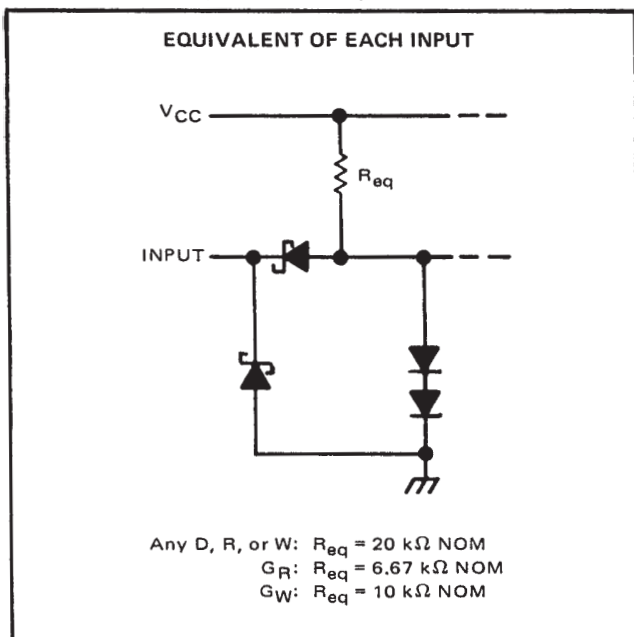 EQUIVALENT OF EACH INPUT
VCC
Req
INPUT
Any D, R, or W: Req = 20 kΩ NOM
GR: Req = 6.67 kΩ NOM
GW: Req = 10 kΩ NOM